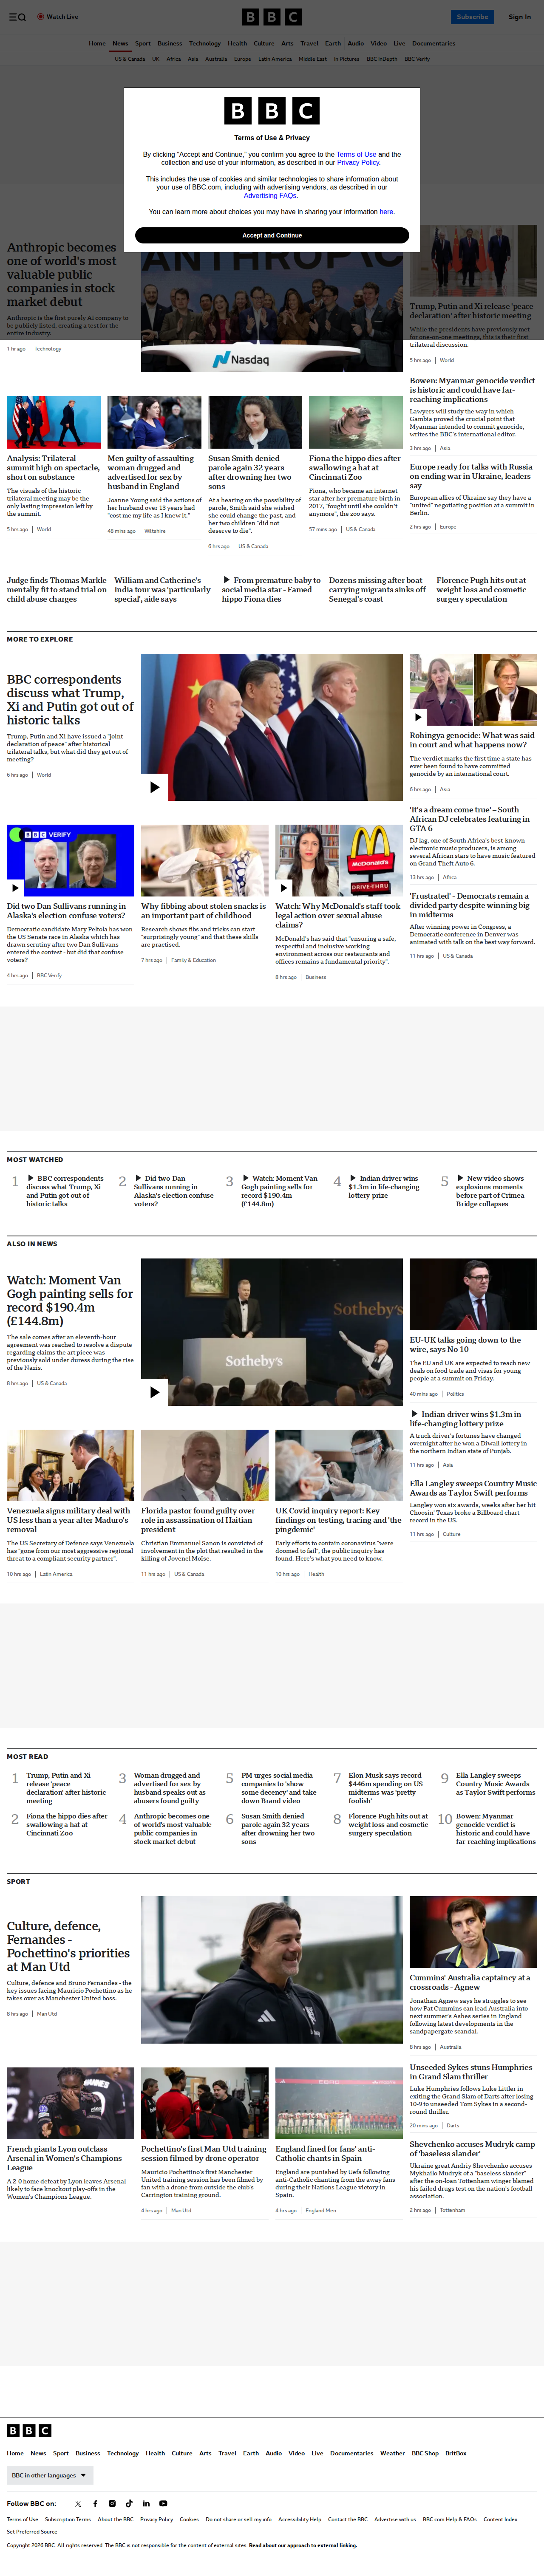 Watch Live
BBC
Subscribe
Sign In
Home News Sport Business Technology Health Culture Arts Travel Earth Audio Video Live Documentaries
US & Canada UK Africa Asia Australia Europe Latin America Middle East In Pictures BBC InDepth BBC Verify
BBC
Terms of Use & Privacy
By clicking “Accept and Continue,” you confirm you agree to the Terms of Use and the
collection and use of your information, as described in our Privacy Policy.
This includes the use of cookies and similar technologies to share information about
your use of BBC.com, including with advertising vendors, as described in our
Advertising FAQs.
You can learn more about choices you may have in sharing your information here.
Accept and Continue
Anthropic becomes
one of world's most
valuable public
companies in stock
market debut
Anthropic is the first purely AI company to
be publicly listed, creating a test for the
entire industry.
1 hr ago | Technology
ANTHROPIC
Nasdaq
Trump, Putin and Xi release 'peace
declaration' after historic meeting
While the presidents have previously met
for one-on-one meetings, this is their first
trilateral discussion.
5 hrs ago | World
Bowen: Myanmar genocide verdict
is historic and could have far-
reaching implications
Lawyers will study the way in which
Gambia proved the crucial point that
Myanmar intended to commit genocide,
writes the BBC's international editor.
3 hrs ago | Asia
Europe ready for talks with Russia
on ending war in Ukraine, leaders
say
European allies of Ukraine say they have a
"united" negotiating position at a summit in
Berlin.
2 hrs ago | Europe
Analysis: Trilateral
summit high on spectacle,
short on substance
The visuals of the historic
trilateral meeting may be the
only lasting impression left by
the summit.
5 hrs ago | World
Men guilty of assaulting
woman drugged and
advertised for sex by
husband in England
Joanne Young said the actions of
her husband over 13 years had
"cost me my life as I knew it."
48 mins ago | Wiltshire
Susan Smith denied
parole again 32 years
after drowning her two
sons
At a hearing on the possibility of
parole, Smith said she wished
she could change the past, and
her two children "did not
deserve to die".
6 hrs ago | US & Canada
Fiona the hippo dies after
swallowing a hat at
Cincinnati Zoo
Fiona, who became an internet
star after her premature birth in
2017, "fought until she couldn't
anymore", the zoo says.
57 mins ago | US & Canada
Judge finds Thomas Markle
mentally fit to stand trial on
child abuse charges
William and Catherine's
India tour was 'particularly
special', aide says
From premature baby to
social media star - Famed
hippo Fiona dies
Dozens missing after boat
carrying migrants sinks off
Senegal's coast
Florence Pugh hits out at
weight loss and cosmetic
surgery speculation
MORE TO EXPLORE
BBC correspondents
discuss what Trump,
Xi and Putin got out of
historic talks
Trump, Putin and Xi have issued a "joint
declaration of peace" after historical
trilateral talks, but what did they get out of
meeting?
6 hrs ago | World
Rohingya genocide: What was said
in court and what happens now?
The verdict marks the first time a state has
ever been found to have committed
genocide by an international court.
6 hrs ago | Asia
'It's a dream come true' – South
African DJ celebrates featuring in
GTA 6
DJ Lag, one of South Africa's best-known
electronic music producers, is among
several African stars to have music featured
on Grand Theft Auto 6.
13 hrs ago | Africa
'Frustrated' - Democrats remain a
divided party despite winning big
in midterms
After winning power in Congress, a
Democratic conference in Denver was
animated with talk on the best way forward.
11 hrs ago | US & Canada
BBC VERIFY
Did two Dan Sullivans running in
Alaska's election confuse voters?
Democratic candidate Mary Peltola has won
the US Senate race in Alaska which has
drawn scrutiny after two Dan Sullivans
entered the contest - but did that confuse
voters?
4 hrs ago | BBC Verify
Why fibbing about stolen snacks is
an important part of childhood
Research shows fibs and tricks can start
"surprisingly young" and that these skills
are practised.
7 hrs ago | Family & Education
McDonald's
DRIVE-THRU
Watch: Why McDonald's staff took
legal action over sexual abuse
claims?
McDonald's has said that "ensuring a safe,
respectful and inclusive working
environment across our restaurants and
offices remains a fundamental priority".
8 hrs ago | Business
MOST WATCHED
1 BBC correspondents
discuss what Trump, Xi
and Putin got out of
historic talks
2 Did two Dan
Sullivans running in
Alaska's election confuse
voters?
3 Watch: Moment Van
Gogh painting sells for
record $190.4m
(£144.8m)
4 Indian driver wins
$1.3m in life-changing
lottery prize
5 New video shows
explosions moments
before part of Crimea
Bridge collapses
ALSO IN NEWS
Watch: Moment Van
Gogh painting sells for
record $190.4m
(£144.8m)
The sale comes after an eleventh-hour
agreement was reached to resolve a dispute
regarding claims the art piece was
previously sold under duress during the rise
of the Nazis.
8 hrs ago | US & Canada
Sotheby's
Sotheby's
EU-UK talks going down to the
wire, says No 10
The EU and UK are expected to reach new
deals on food trade and visas for young
people at a summit on Friday.
40 mins ago | Politics
Indian driver wins $1.3m in
life-changing lottery prize
A truck driver's fortunes have changed
overnight after he won a Diwali lottery in
the northern Indian state of Punjab.
11 hrs ago | Asia
Ella Langley sweeps Country Music
Awards as Taylor Swift performs
Langley won six awards, weeks after her hit
Choosin' Texas broke a Billboard chart
record in the US.
11 hrs ago | Culture
Venezuela signs military deal with
US less than a year after Maduro's
removal
The US Secretary of Defence says Venezuela
has "gone from our most aggressive regional
threat to a compliant security partner".
10 hrs ago | Latin America
Florida pastor found guilty over
role in assassination of Haitian
president
Christian Emmanuel Sanon is convicted of
involvement in the plot that resulted in the
killing of Jovenel Moïse.
11 hrs ago | US & Canada
UK Covid inquiry report: Key
findings on testing, tracing and 'the
pingdemic'
Early efforts to contain coronavirus "were
doomed to fail", the public inquiry has
found. Here's what you need to know.
10 hrs ago | Health
MOST READ
1 Trump, Putin and Xi
release 'peace
declaration' after historic
meeting
3 Woman drugged and
advertised for sex by
husband speaks out as
abusers found guilty
5 PM urges social media
companies to 'show
some decency' and take
down Brand video
7 Elon Musk says record
$446m spending on US
midterms was 'pretty
foolish'
9 Ella Langley sweeps
Country Music Awards
as Taylor Swift performs
2 Fiona the hippo dies after
swallowing a hat at
Cincinnati Zoo
4 Anthropic becomes one
of world's most valuable
public companies in
stock market debut
6 Susan Smith denied
parole again 32 years
after drowning her two
sons
8 Florence Pugh hits out at
weight loss and cosmetic
surgery speculation
10 Bowen: Myanmar
genocide verdict is
historic and could have
far-reaching implications
SPORT
Culture, defence,
Fernandes -
Pochettino's priorities
at Man Utd
Culture, defence and Bruno Fernandes - the
key issues facing Mauricio Pochettino as he
takes over as Manchester United boss.
8 hrs ago | Man Utd
Cummins' Australia captaincy at a
crossroads - Agnew
Jonathan Agnew says he struggles to see
how Pat Cummins can lead Australia into
next summer's Ashes series in England
following latest developments in the
sandpapergate scandal.
8 hrs ago | Australia
Unseeded Sykes stuns Humphries
in Grand Slam thriller
Luke Humphries follows Luke Littler in
exiting the Grand Slam of Darts after losing
10-9 to unseeded Tom Sykes in a second-
round thriller.
20 mins ago | Darts
Shevchenko accuses Mudryk camp
of 'baseless slander'
Ukraine great Andriy Shevchenko accuses
Mykhailo Mudryk of a "baseless slander"
after the on-loan Tottenham winger blamed
his failed drugs test on the nation's football
association.
2 hrs ago | Tottenham
French giants Lyon outclass
Arsenal in Women's Champions
League
A 2-0 home defeat by Lyon leaves Arsenal
likely to face knockout play-offs in the
Women's Champions League.
Pochettino's first Man Utd training
session filmed by drone operator
Mauricio Pochettino's first Manchester
United training session has been filmed by
fan with a drone from outside the club's
Carrington training ground.
4 hrs ago | Man Utd
England fined for fans' anti-
Catholic chants in Spain
England are punished by Uefa following
anti-Catholic chanting from the away fans
during their Nations League victory in
Spain.
4 hrs ago | England Men
BBC
Home News Sport Business Technology Health Culture Arts Travel Earth Audio Video Live Documentaries Weather BBC Shop BritBox
BBC in other languages
Follow BBC on:
Terms of Use Subscription Terms About the BBC Privacy Policy Cookies Do not share or sell my info Accessibility Help Contact the BBC Advertise with us BBC.com Help & FAQs Content Index
Set Preferred Source
Copyright 2026 BBC. All rights reserved. The BBC is not responsible for the content of external sites. Read about our approach to external linking.